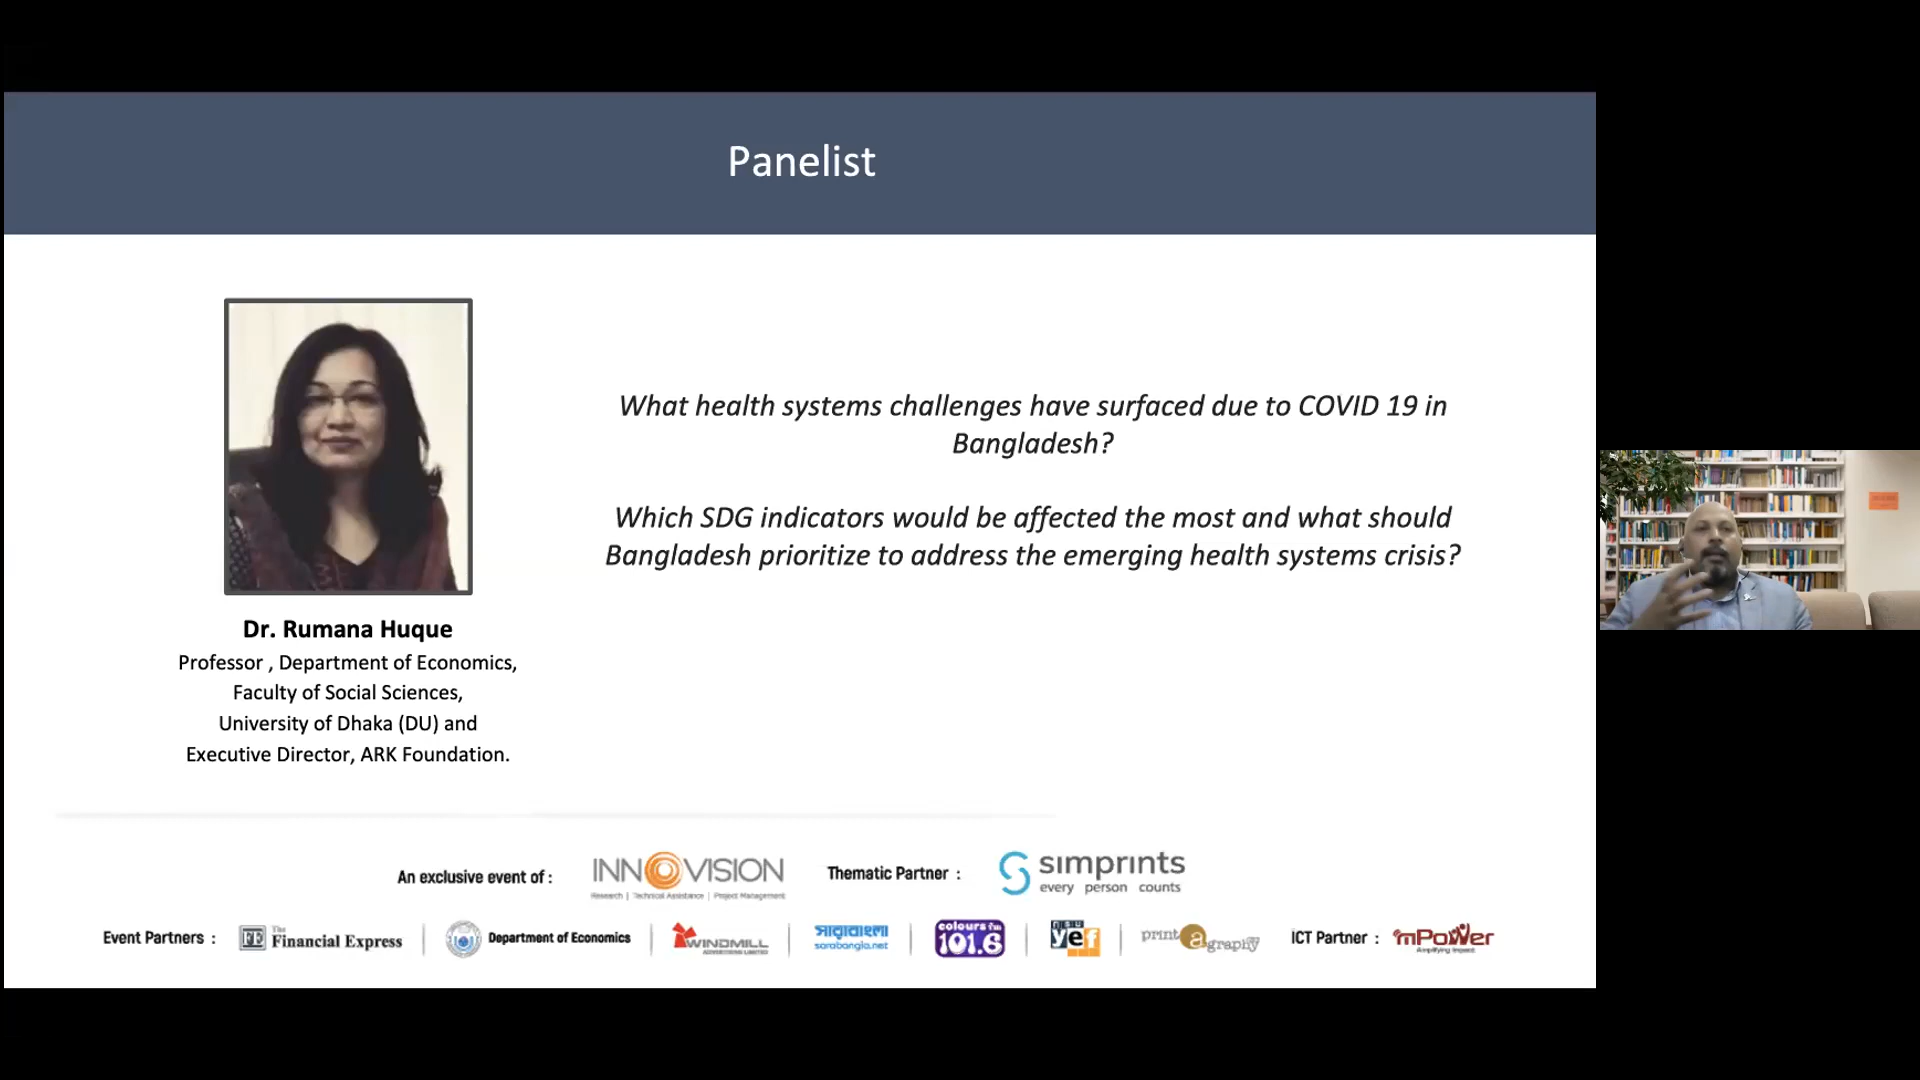 Panelist
What health systems challenges have surfaced due to COVID 19 in
Bangladesh?
Which SDG indicators would be affected the most and what should
Bangladesh prioritize to address the emerging health systems crisis?
Dr. Rumana Huque
Professor , Department of Economics,
Faculty of Social Sciences,
University of Dhaka (DU) and
Executive Director, ARK Foundation.
An exclusive event of :
INNOVISION
Research | Technical Assistance | Project Management
Thematic Partner :
simprints
every person counts
Event Partners :
FE The Financial Express
Department of Economics
WINDMILL
ADVERTISING LIMITED
সারাবাংলা
sarabangla.net
colours fm
101.6
yef
print a graphy
ICT Partner :
mPoWer
Amplifying Impact